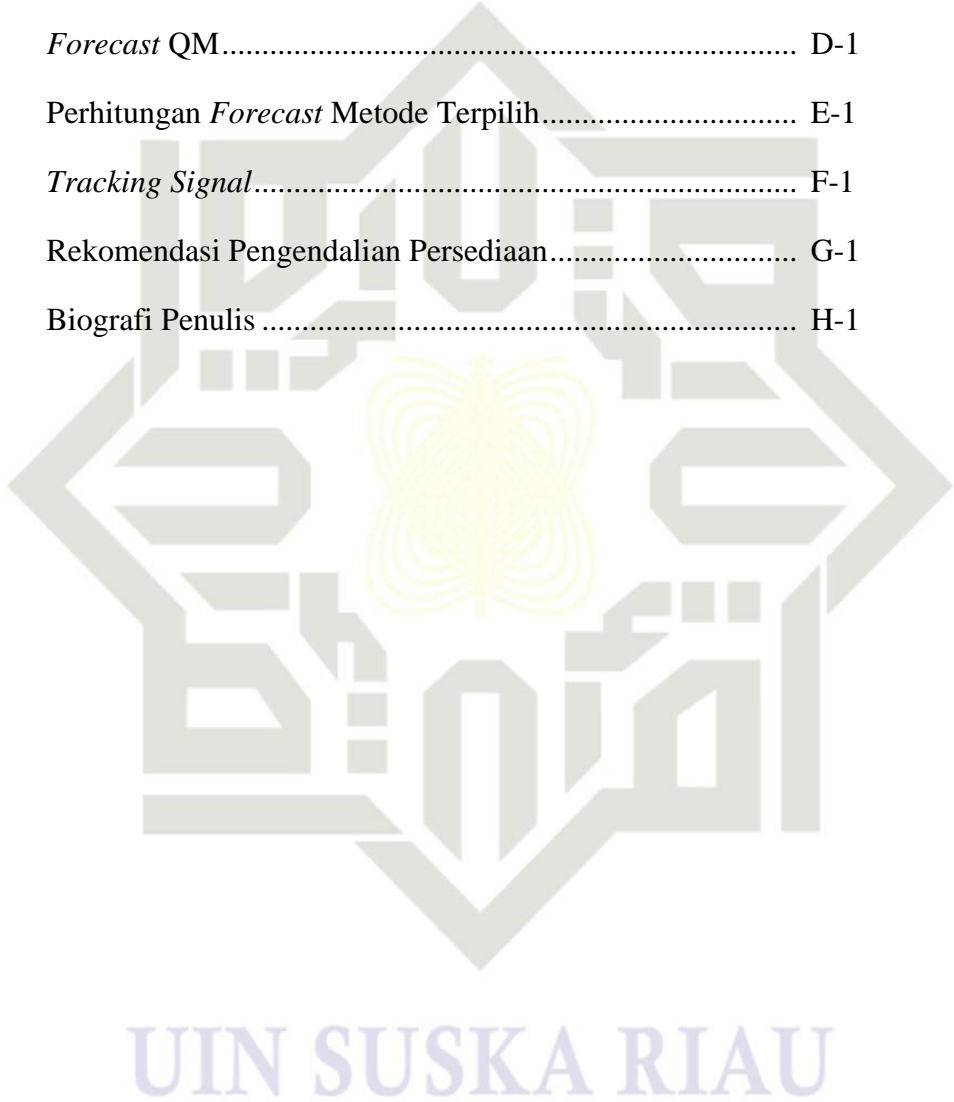 Forecast QM........................................................................ D-1
Perhitungan Forecast Metode Terpilih................................ E-1
Tracking Signal.................................................................... F-1
Rekomendasi Pengendalian Persediaan............................... G-1
Biografi Penulis ................................................................... H-1
UIN SUSKA RIAU